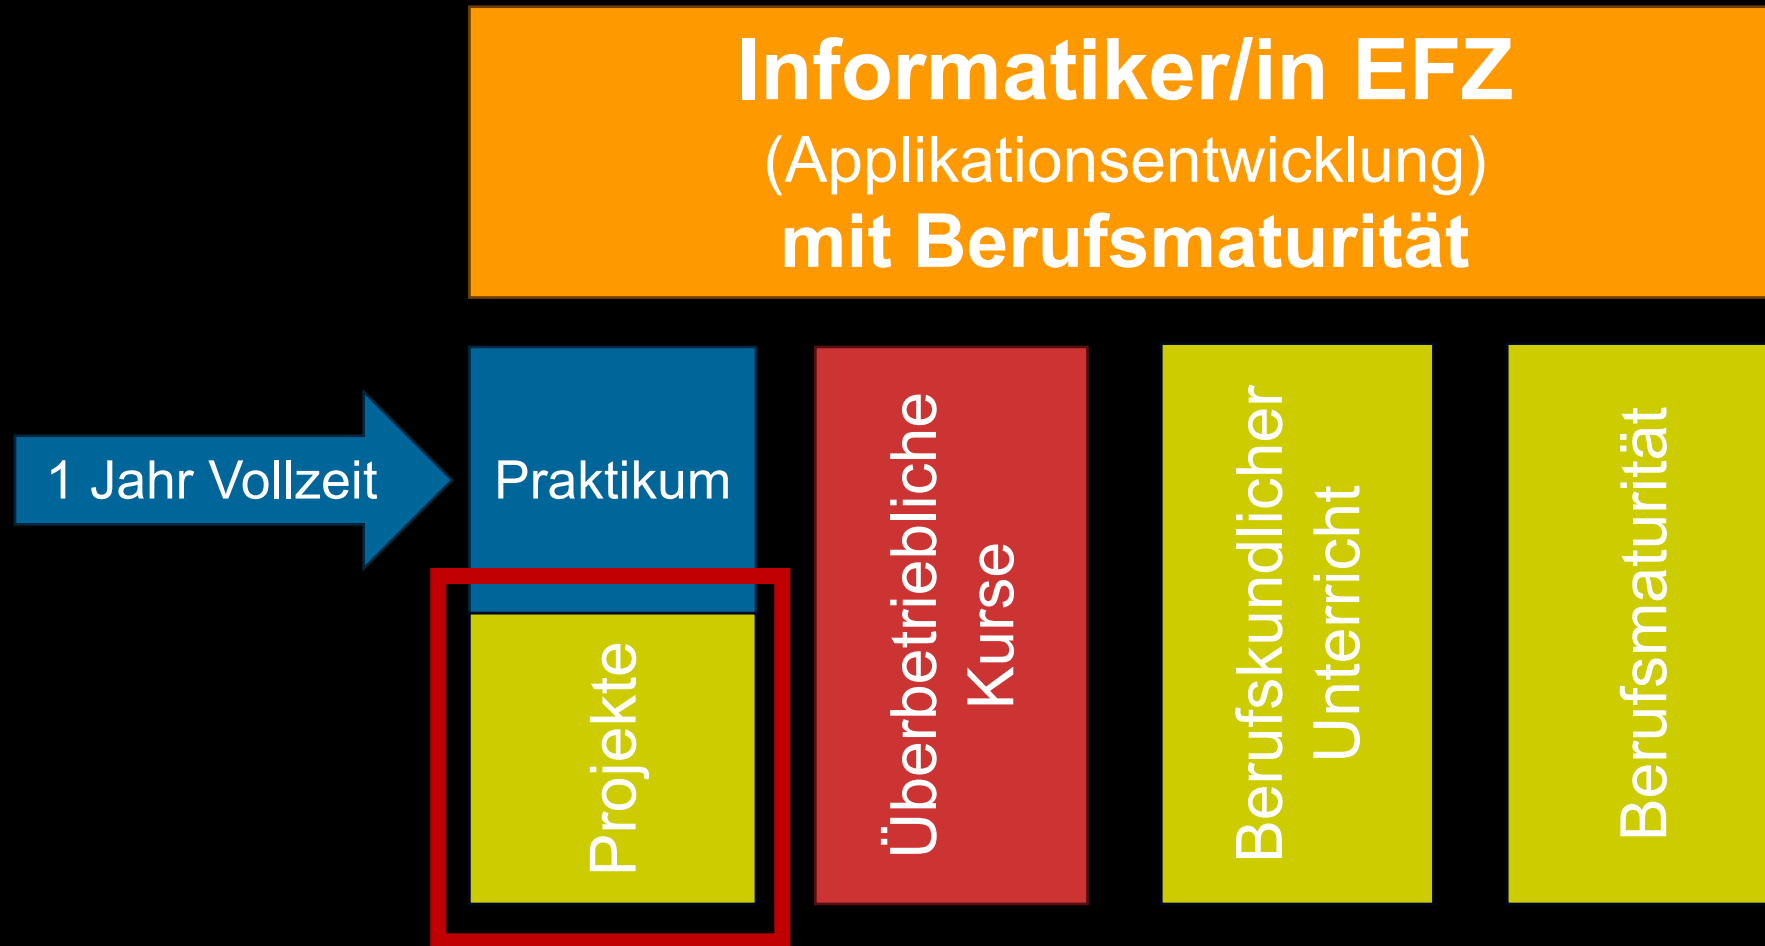 Informatiker/in EFZ
(Applikationsentwicklung)
mit Berufsmaturität
1 Jahr Vollzeit
Praktikum
Projekte
Überbetriebliche
Kurse
Berufskundlicher
Unterricht
Berufsmaturität